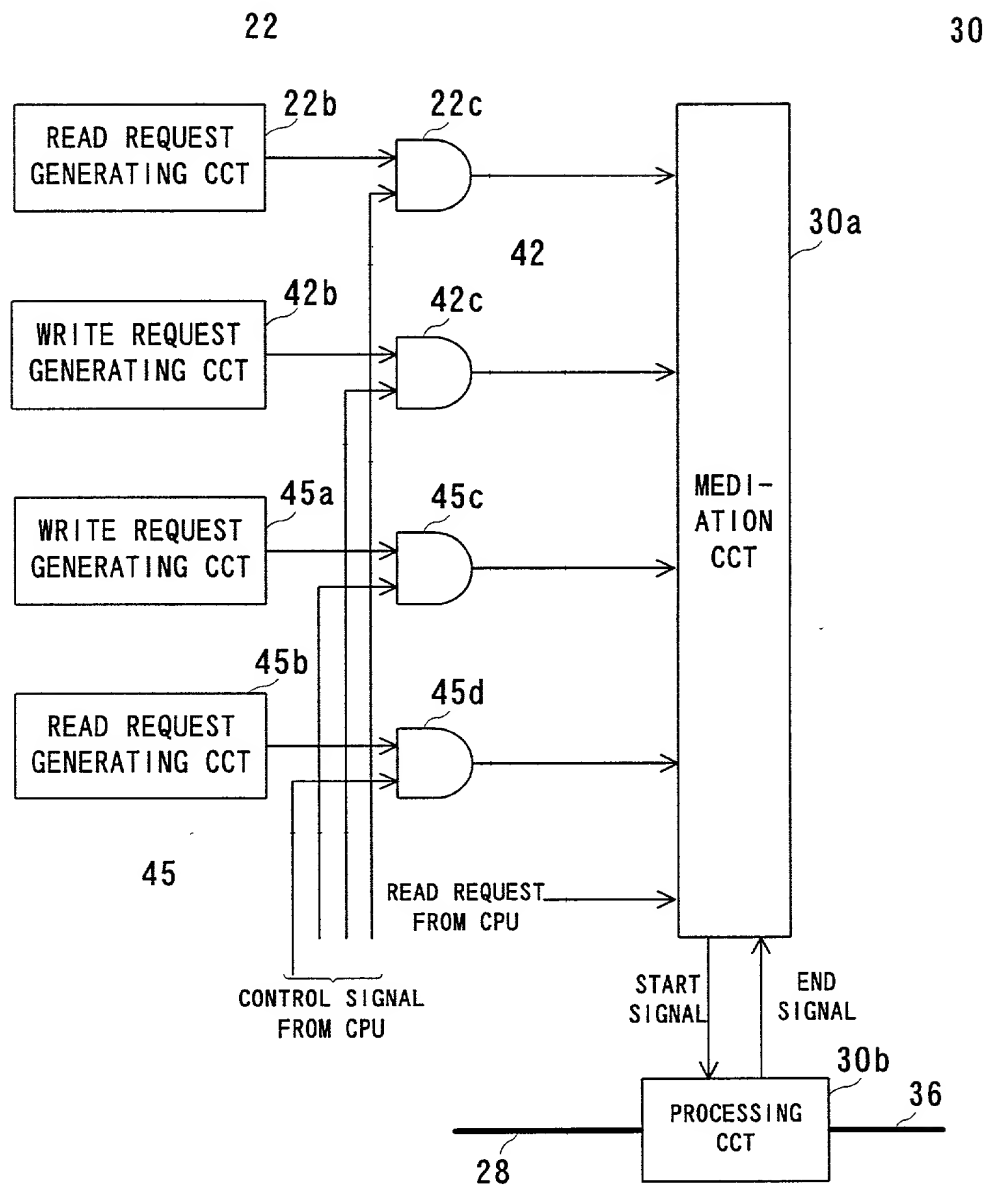 22
30
22b
22c
READ REQUEST
GENERATING CCT
30a
42
42b
42c
WRITE REQUEST
GENERATING CCT
45a
45c
WRITE REQUEST
GENERATING CCT
MEDI-
ATION
CCT
45b
45d
READ REQUEST
GENERATING CCT
45
READ REQUEST
FROM CPU
CONTROL SIGNAL
FROM CPU
START
SIGNAL
END
SIGNAL
30b
PROCESSING
CCT
36
28